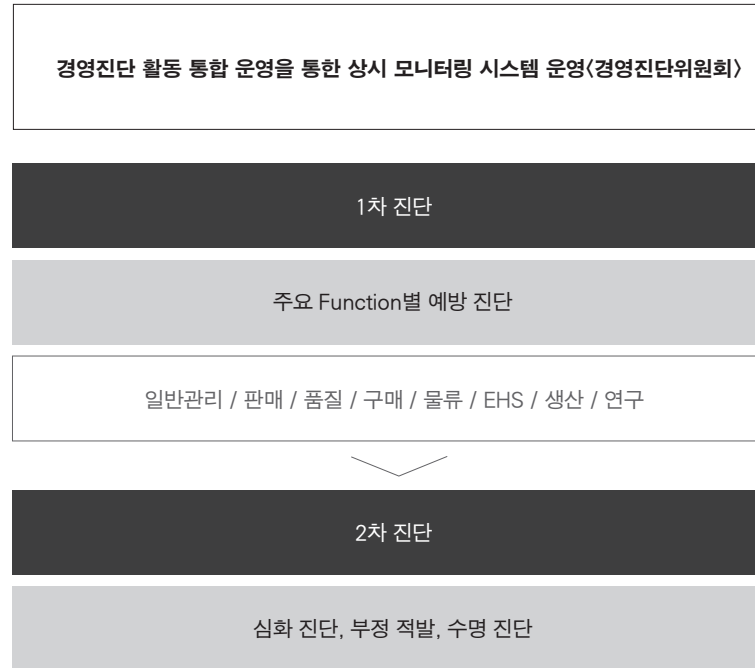 경영진단 활동 통합 운영을 통한 상시 모니터링 시스템 운영〈경영진단위원회〉
1차 진단
주요 Function별 예방 진단
일반관리 / 판매 / 품질 / 구매 / 물류 / EHS / 생산 / 연구
2차 진단
심화 진단, 부정 적발, 수명 진단